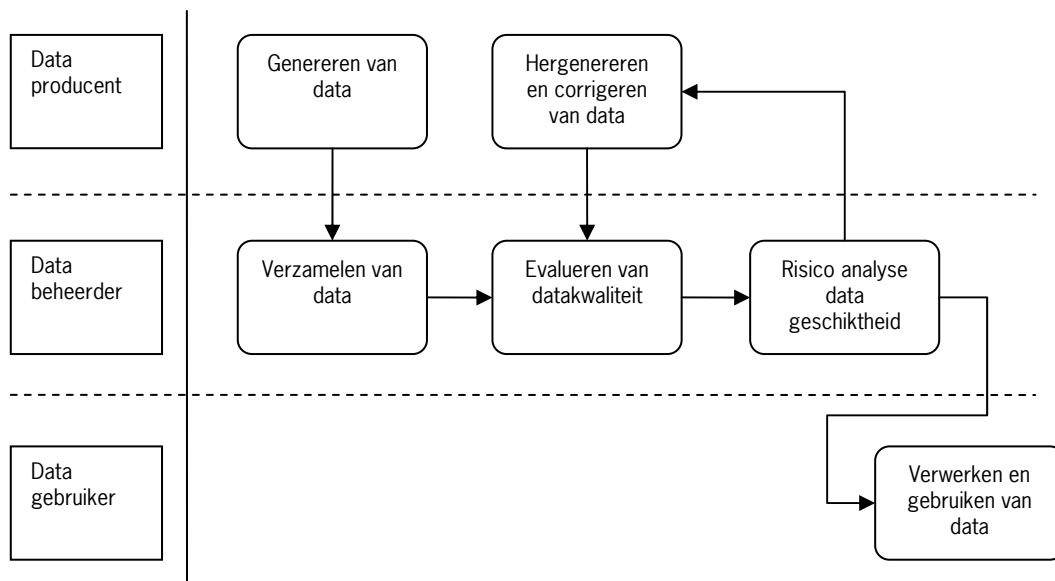 Data
producent
Genereren van
data
Hergenereren
en corrigeren
van data
Data
beheerder
Verzamelen van
data
Evalueren van
datakwaliteit
Risico analyse
data
geschiktheid
Data
gebruiker
Verwerken en
gebruiken van
data